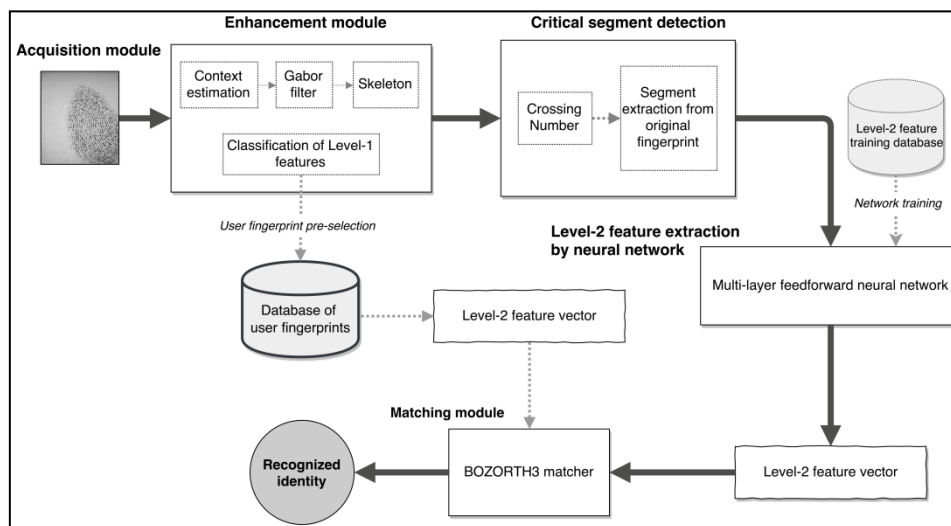 Enhancement module
Critical segment detection
Acquisition module
Context
estimation
Gabor
filter
Skeleton
Classification of Level-1
features
Crossing
Number
Segment
extraction from
original
fingerprint
Level-2 feature
training database
Network training
User fingerprint pre-selection
Level-2 feature extraction
by neural network
Multi-layer feedforward neural network
Database of
user fingerprints
Level-2 feature vector
Matching module
Recognized
identity
BOZORTH3 matcher
Level-2 feature vector